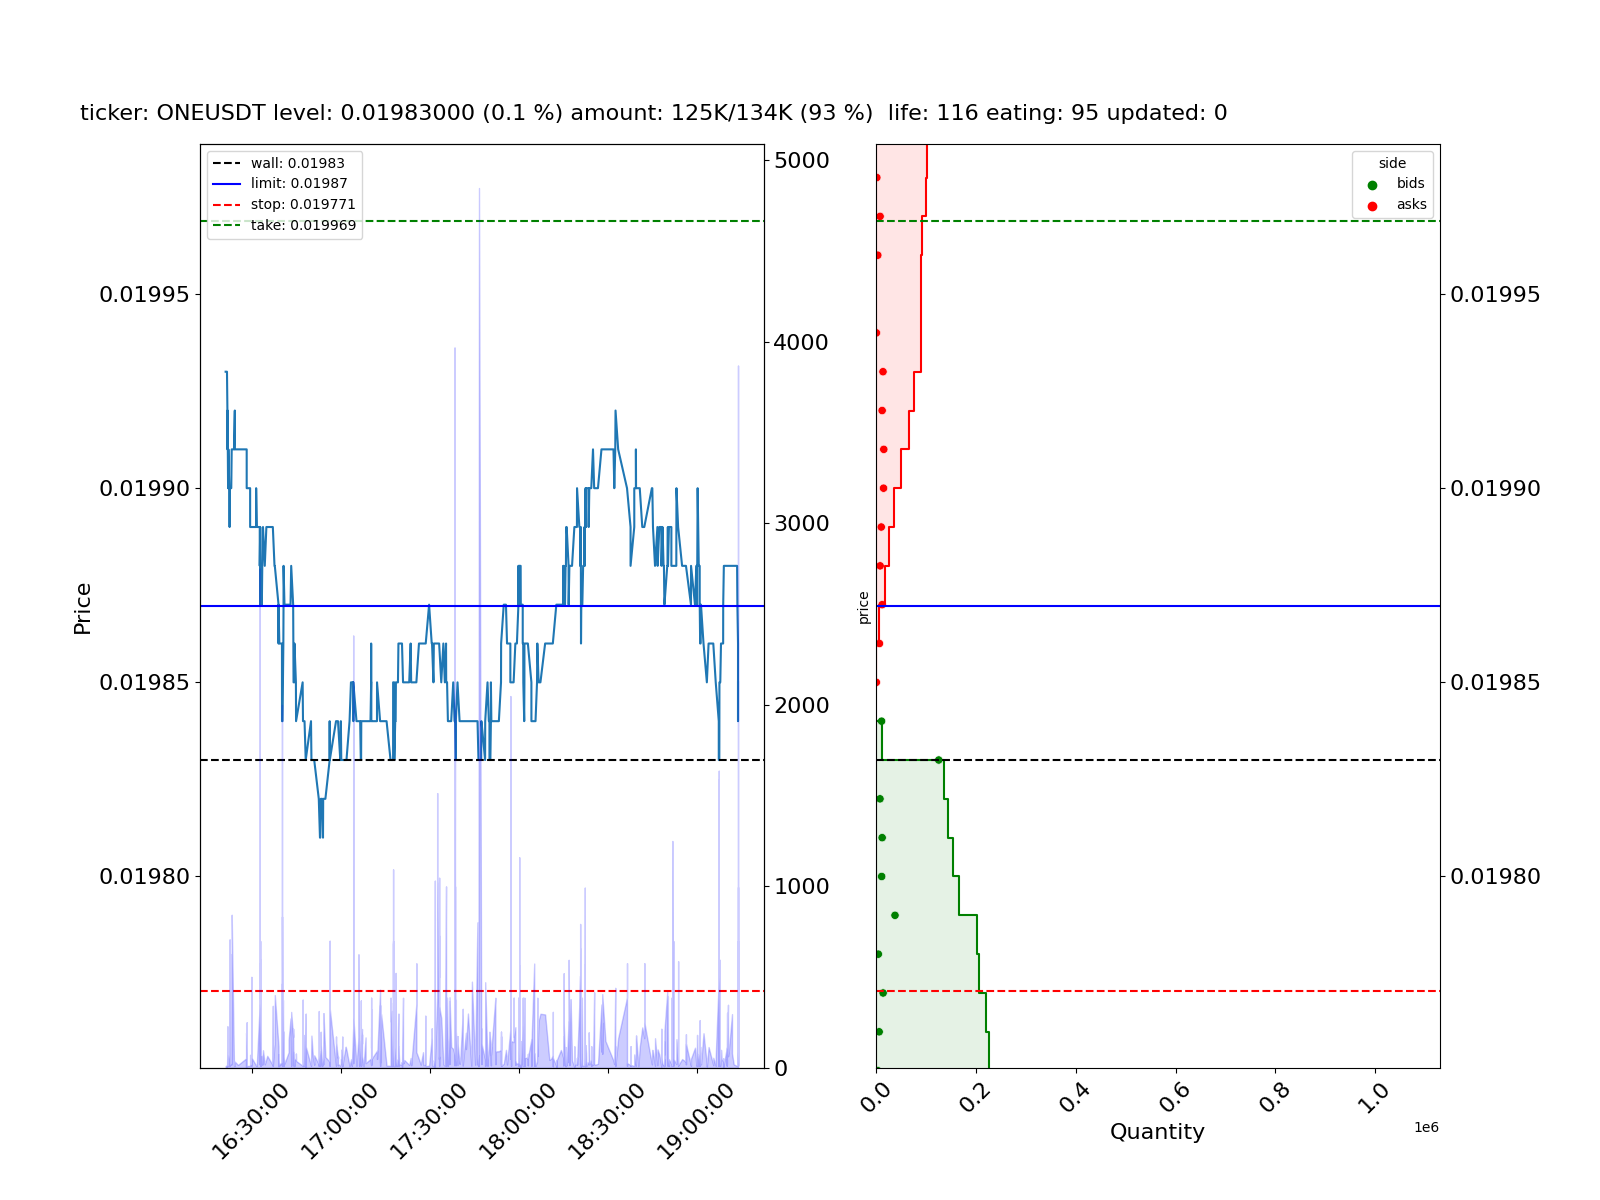 ticker: ONEUSDT level: 0.01983000 (0.1 %) amount: 125K/134K (93 %)  life: 116 eating: 95 updated: 0
wall: 0.01983
limit: 0.01987
stop: 0.019771
take: 0.019969
Price
0.01995
0.01990
0.01985
0.01980
5000
4000
3000
2000
1000
0
16:30:00
17:00:00
17:30:00
18:00:00
18:30:00
19:00:00
side
bids
asks
price
0.01995
0.01990
0.01985
0.01980
0.0
0.2
0.4
0.6
0.8
1.0
1e6
Quantity